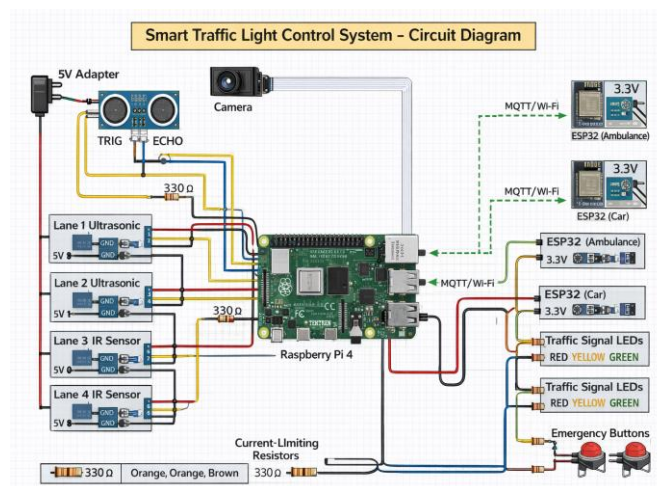 Smart Traffic Light Control System – Circuit Diagram
5V Adapter
TRIG
ECHO
Camera
MQTT/Wi-Fi
3.3V
ESP32 (Ambulance)
MQTT/Wi-Fi
3.3V
ESP32 (Car)
330 Ω
Lane 1 Ultrasonic
GND
5V
GND
Lane 2 Ultrasonic
GND
5V
GND
330 Ω
Lane 3 IR Sensor
GND
5V
GND
Lane 4 IR Sensor
GND
5V
GND
Raspberry Pi 4
MQTT/Wi-Fi
ESP32 (Ambulance)
3.3V
ESP32 (Car)
3.3V
Traffic Signal LEDs
RED YELLOW GREEN
Traffic Signal LEDs
RED YELLOW GREEN
Emergency Buttons
Current-LImiting
Resistors
330 Ω
330 Ω
Orange, Orange, Brown